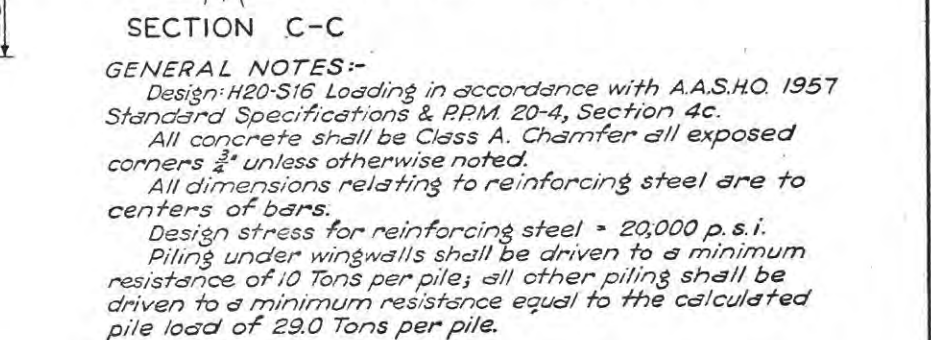 SECTION C-C
GENERAL NOTES:-
Design: H20-S16 Loading in accordance with A.A.S.H.O. 1957
Standard Specifications & P.P.M. 20-4, Section 4c.
All concrete shall be Class A. Chamfer all exposed
corners ¾" unless otherwise noted.
All dimensions relating to reinforcing steel are to
centers of bars.
Design stress for reinforcing steel = 20,000 p.s.i.
Piling under wingwalls shall be driven to a minimum
resistance of 10 Tons per pile; all other piling shall be
driven to a minimum resistance equal to the calculated
pile load of 29.0 Tons per pile.